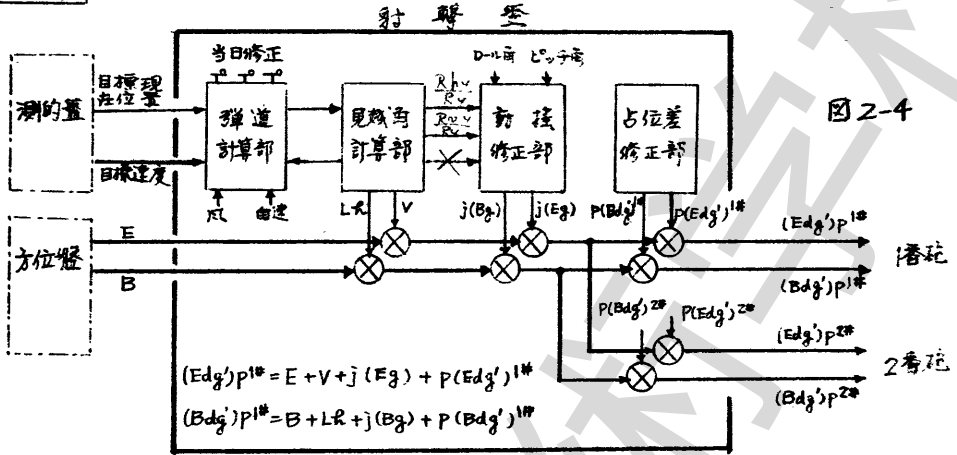 射撃盤
ロール角 ピッチ角
当日修正
測的盤
目標現
在位置
目標速度
弾道
計算部
風
自速
見越角
計算部
Lh
V
動揺
修正部
j(Bg)
j(Eg)
占位差
修正部
P(Bdg')1#
P(Edg')1#
図2-4
方位盤
E
B
(Edg')P1#
(Bdg')P1#
1番砲
P(Bdg')2#
P(Edg')2#
(Edg')P2#
(Bdg')P2#
2番砲
(Edg')P1# = E + V + j(Eg) + P(Edg')1#
(Bdg')P1# = B + Lh + j(Bg) + P(Bdg')1#